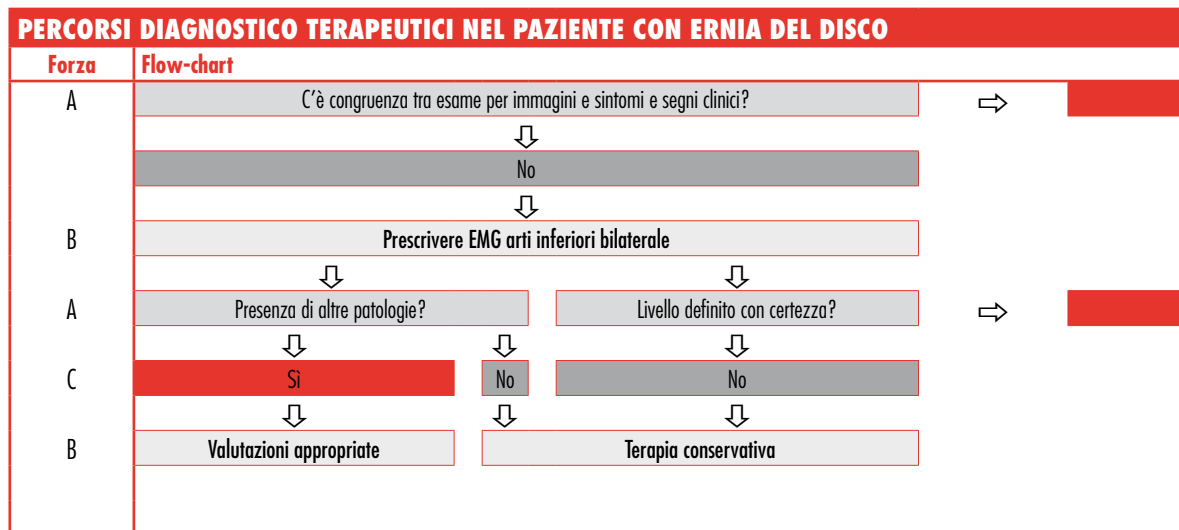 PERCORSI DIAGNOSTICO TERAPEUTICI NEL PAZIENTE CON ERNIA DEL DISCO
Forza Flow-chart
A C'è congruenza tra esame per immagini e sintomi e segni clinici?
No
B Prescrivere EMG arti inferiori bilaterale
A Presenza di altre patologie? Livello definito con certezza?
C Sì No No
B Valutazioni appropriate Terapia conservativa